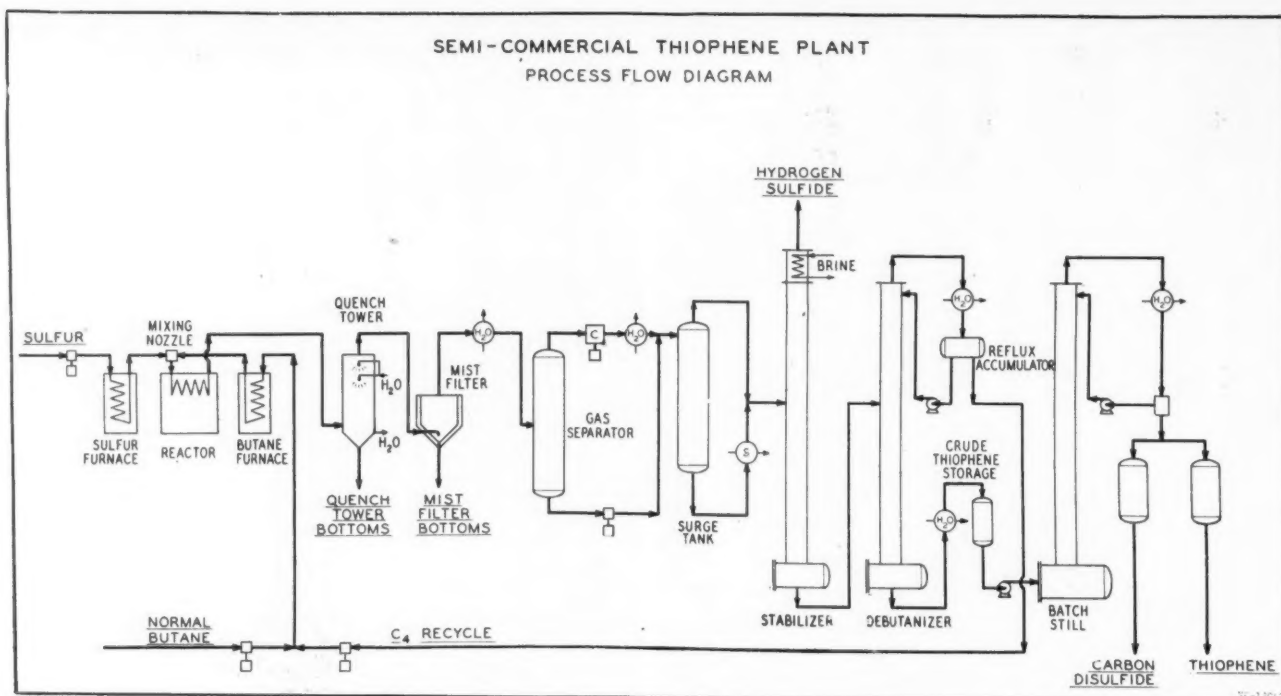 SEMI-COMMERCIAL THIOPHENE PLANT
PROCESS FLOW DIAGRAM
HYDROGEN
SULFIDE
BRINE
QUENCH
TOWER
MIXING
NOZZLE
SULFUR
H₂O
H₂O
MIST
FILTER
H₂O
C
H₂O
H₂O
H₂O
REFLUX
ACCUMULATOR
H₂O
SULFUR
FURNACE
REACTOR
BUTANE
FURNACE
GAS
SEPARATOR
S
CRUDE
THIOPHENE
STORAGE
H₂O
QUENCH
TOWER
BOTTOMS
MIST
FILTER
BOTTOMS
SURGE
TANK
STABILIZER
DEBUTANIZER
BATCH
STILL
NORMAL
BUTANE
C₄ RECYCLE
CARBON
DISULFIDE
THIOPHENE